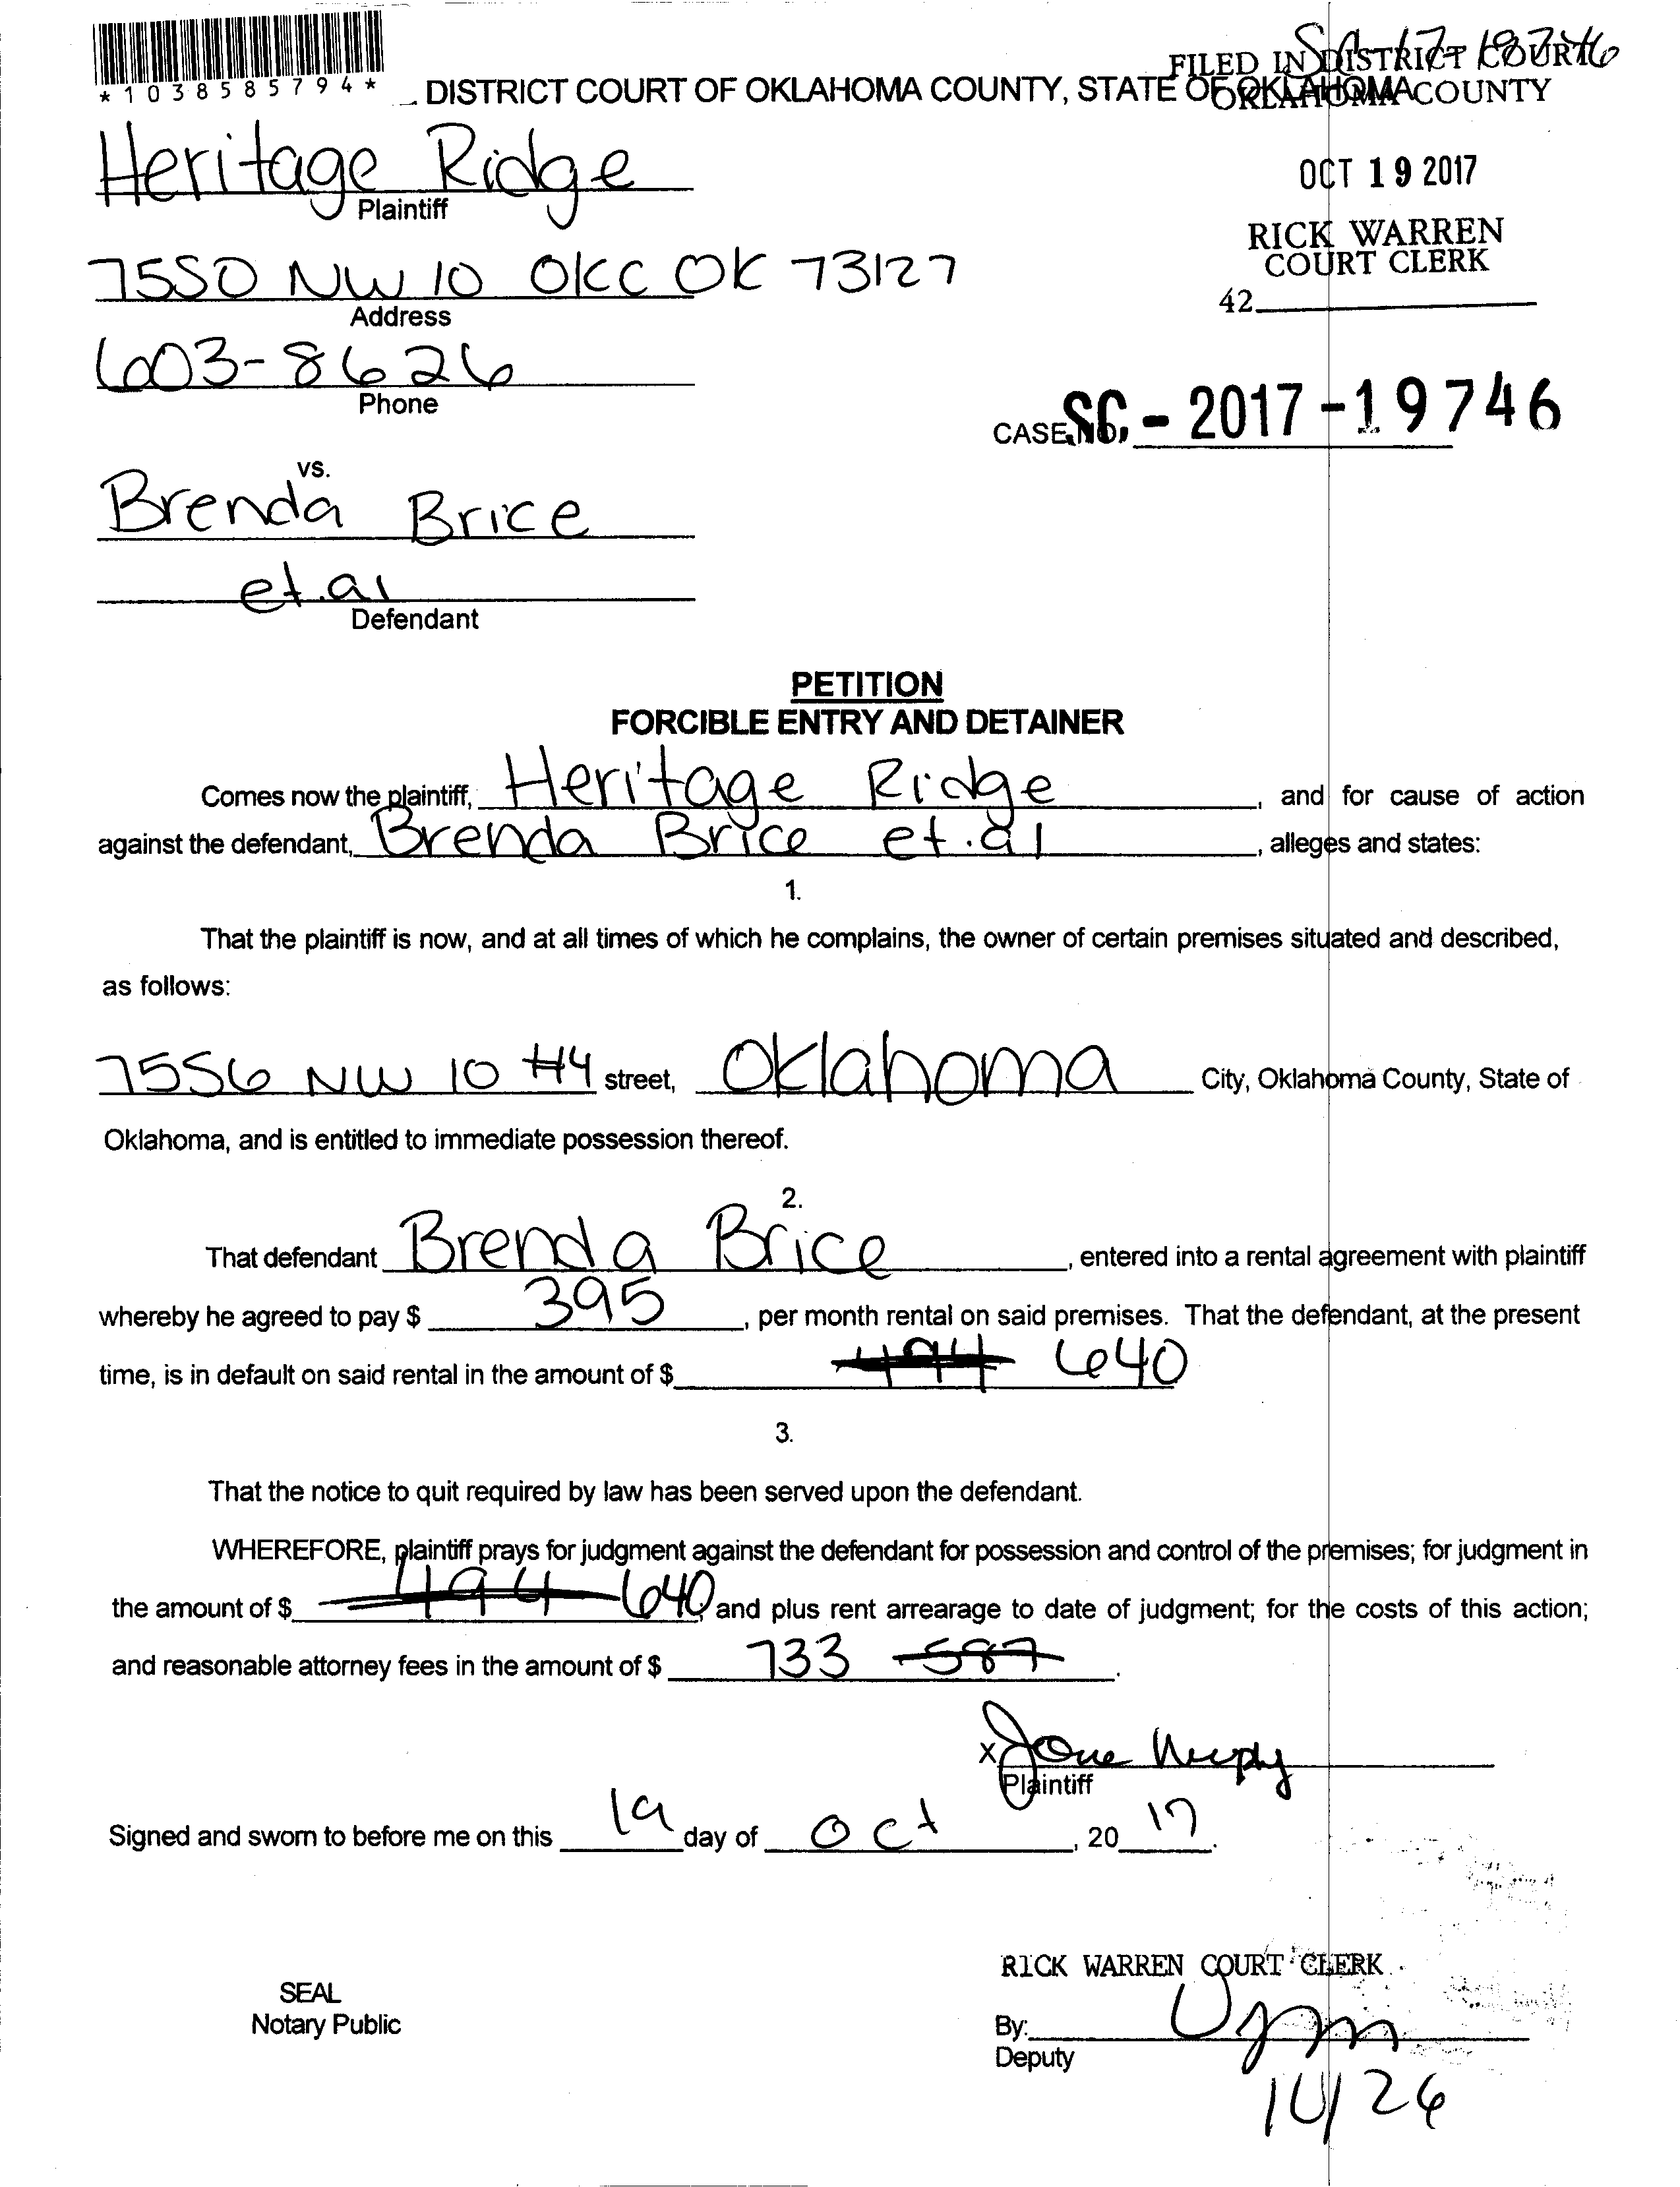 SC-17-19746
*1038585794*
DISTRICT COURT OF OKLAHOMA COUNTY, STATE OF OKLAHOMA
FILED IN DISTRICT COURT
OKLAHOMA COUNTY
OCT 19 2017
RICK WARREN
COURT CLERK
42
Heritage Ridge
Plaintiff
7550 NW 10 OKC OK 73127
Address
603-8626
Phone
CASE NO. SC - 2017 - 19746
vs.
Brenda Brice
et.al
Defendant
PETITION
FORCIBLE ENTRY AND DETAINER
Comes now the plaintiff, Heritage Ridge, and for cause of action
against the defendant, Brenda Brice et.al, alleges and states:
1.
That the plaintiff is now, and at all times of which he complains, the owner of certain premises situated and described,
as follows:
7556 NW 10 #4 street, Oklahoma City, Oklahoma County, State of
Oklahoma, and is entitled to immediate possession thereof.
2.
That defendant Brenda Brice, entered into a rental agreement with plaintiff
whereby he agreed to pay $ 395, per month rental on said premises. That the defendant, at the present
time, is in default on said rental in the amount of $ 494 640
3.
That the notice to quit required by law has been served upon the defendant.
WHEREFORE, plaintiff prays for judgment against the defendant for possession and control of the premises; for judgment in
the amount of $ 494 640, and plus rent arrearage to date of judgment; for the costs of this action;
and reasonable attorney fees in the amount of $ 733 587.
x
Plaintiff
Signed and sworn to before me on this 19 day of Oct, 20 17.
RICK WARREN COURT CLERK
SEAL
Notary Public
By:
Deputy
10/26